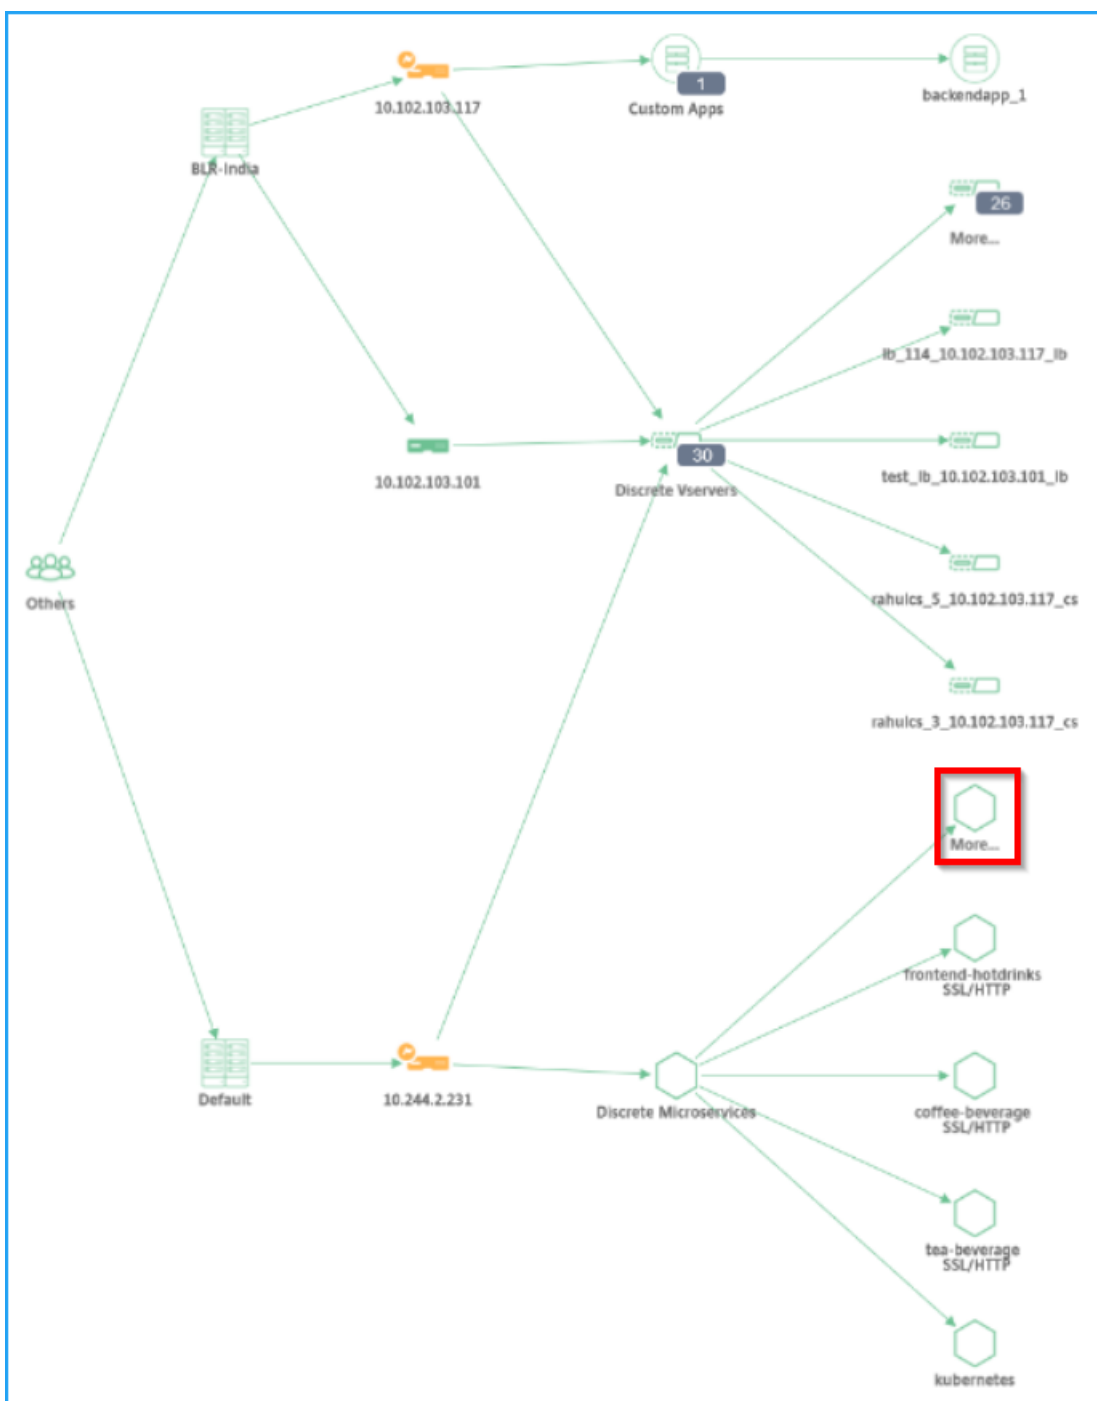 10.102.103.117
1
Custom Apps
backendapp_1
BLR-India
26
More...
lb_114_10.102.103.117_lb
10.102.103.101
30
Discrete Vservers
test_lb_10.102.103.101_lb
rahulcs_5_10.102.103.117_cs
Others
rahulcs_3_10.102.103.117_cs
More...
frontend-hotdrinks
SSL/HTTP
Default
10.244.2.231
Discrete Microservices
coffee-beverage
SSL/HTTP
tea-beverage
SSL/HTTP
kubernetes